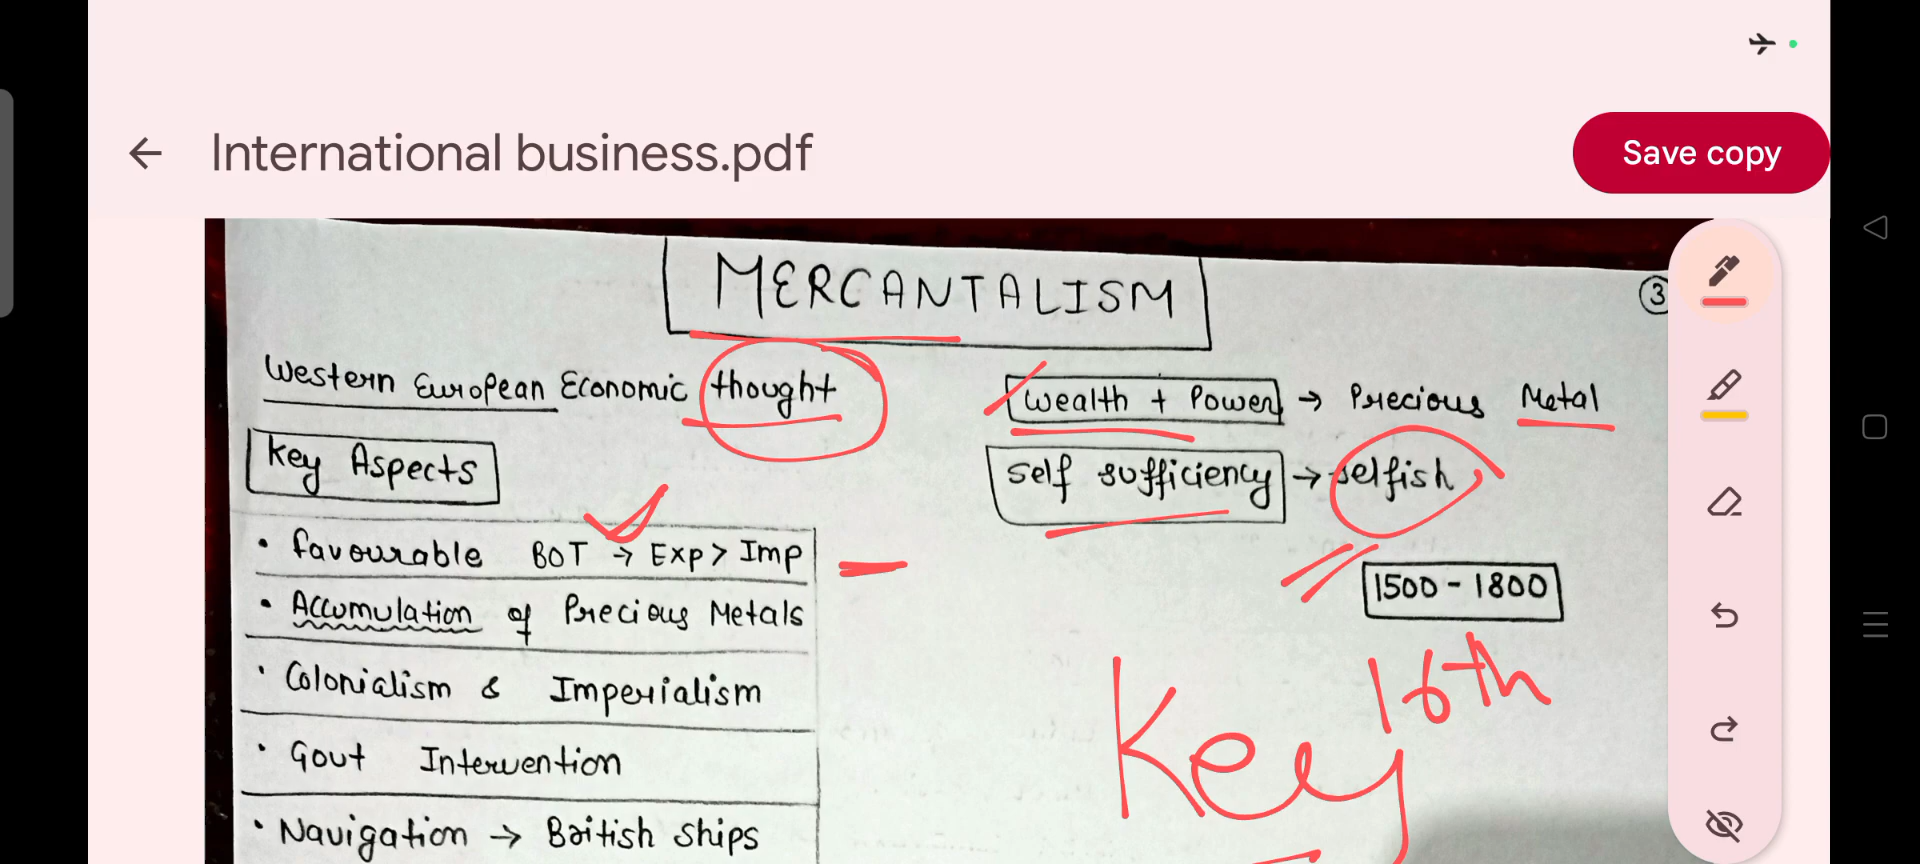 International business.pdf
Save copy
MERCANTALISM
3
Western European Economic thought
Wealth + Power → Precious Metal
Key Aspects
Self sufficiency → selfish
• favourable BOT → Exp > Imp
1500 - 1800
• Accumulation of Precious Metals
16th
• Colonialism & Imperialism
Key
• Govt Intervention
• Navigation → British ships